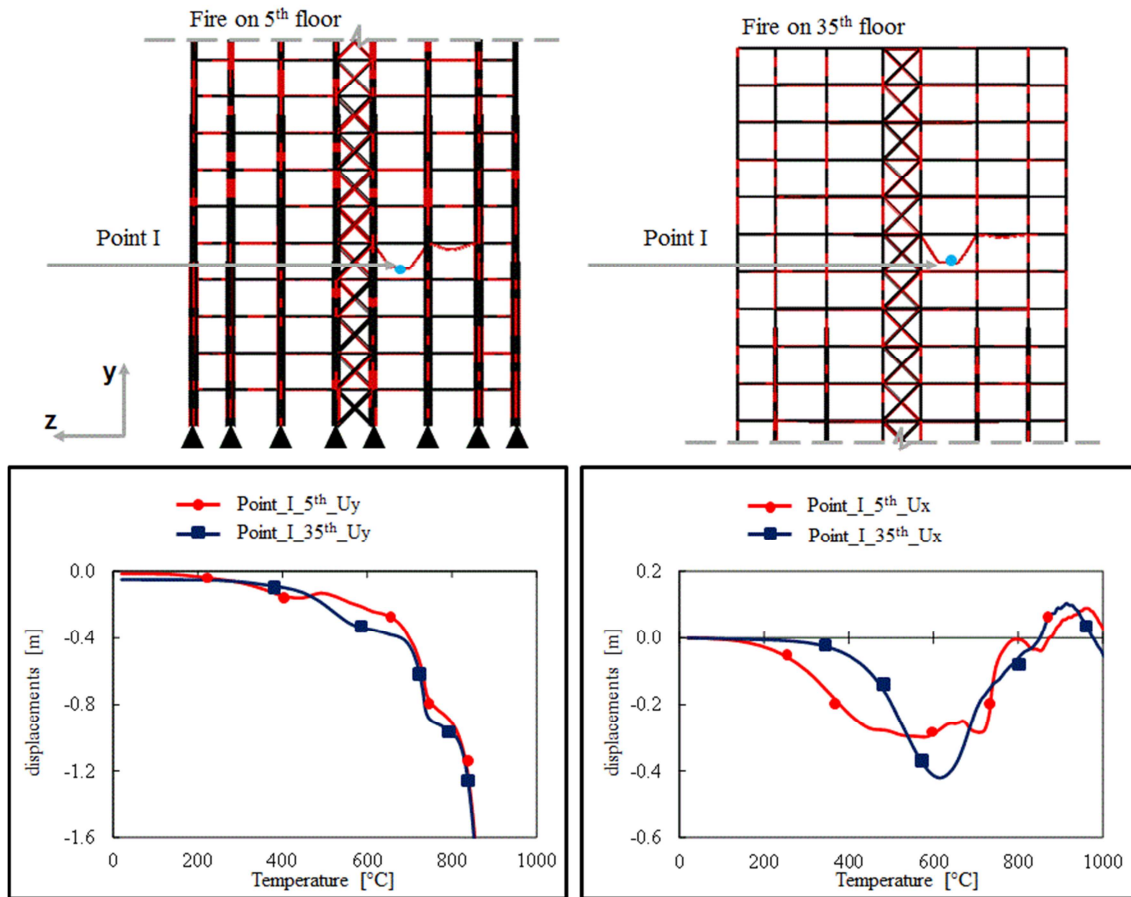 Fire on 5th floor
Fire on 35th floor
Point I
Point I
y
z
Point_I_5th_Uy
Point_I_35th_Uy
0.0
-0.4
-0.8
-1.2
-1.6
displacements [m]
0 200 400 600 800 1000
Temperature [°C]
Point_I_5th_Ux
Point_I_35th_Ux
0.2
0.0
-0.2
-0.4
-0.6
displacements [m]
0 200 400 600 800 1000
Temperature [°C]